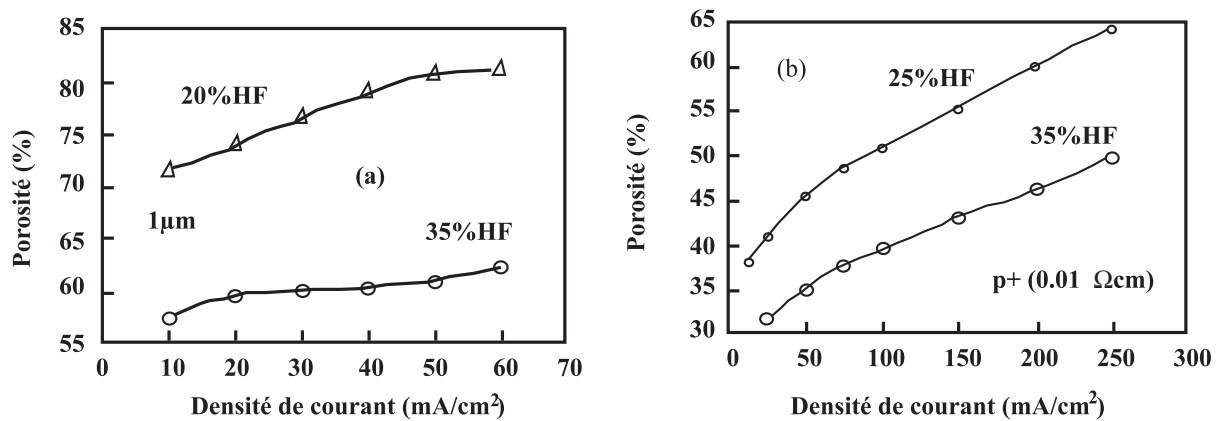 85
80
75
70
65
60
55
Porosité (%)
20%HF
(a)
1µm
35%HF
0 10 20 30 40 50 60 70
Densité de courant (mA/cm²)
65
60
55
50
45
40
35
30
Porosité (%)
(b)
25%HF
35%HF
p+ (0.01 Ωcm)
0 50 100 150 200 250 300
Densité de courant (mA/cm²)